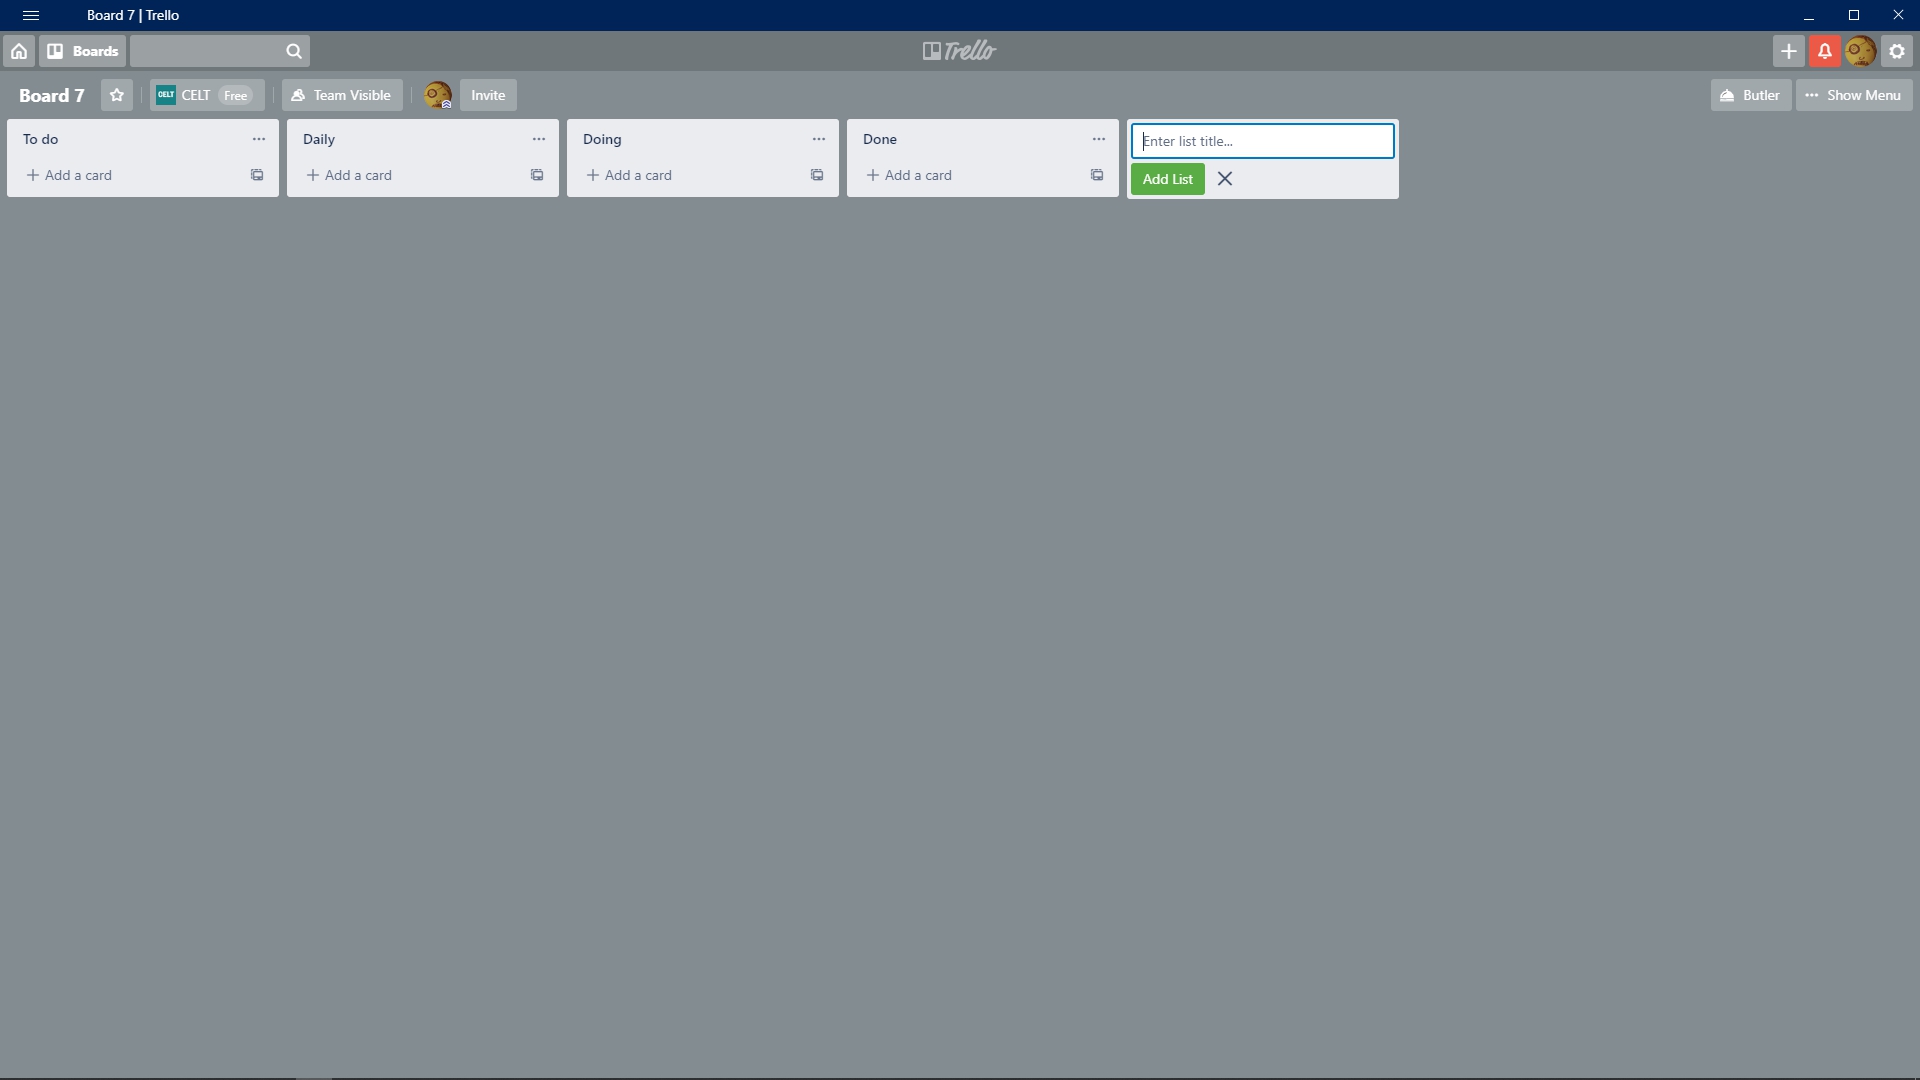 Board 7 | Trello
Boards
Trello
Board 7
CELT
CELT Free
Team Visible
Invite
Butler
Show Menu
To do
Daily
Doing
Done
Enter list title...
Add a card
Add a card
Add a card
Add a card
Add List